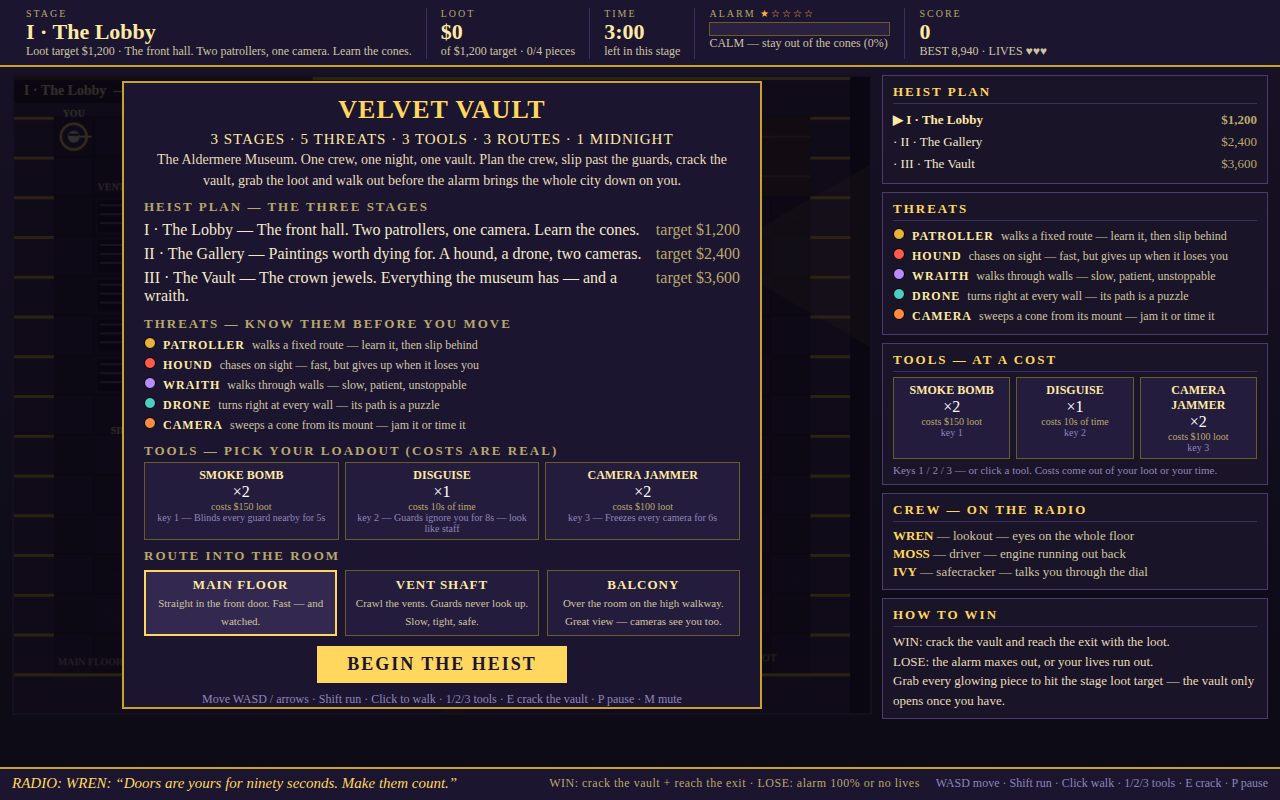 STAGE
I · The Lobby
Loot target $1,200 · The front hall. Two patrollers, one camera. Learn the cones.
LOOT
$0
of $1,200 target · 0/4 pieces
TIME
3:00
left in this stage
ALARM ★☆☆☆☆
CALM — stay out of the cones (0%)
SCORE
0
BEST 8,940 · LIVES ♥♥♥
I · The Lobby —
YOU
VENT
MAIN FLOOR
VELVET VAULT
3 STAGES · 5 THREATS · 3 TOOLS · 3 ROUTES · 1 MIDNIGHT
The Aldermere Museum. One crew, one night, one vault. Plan the crew, slip past the guards, crack the
vault, grab the loot and walk out before the alarm brings the whole city down on you.
HEIST PLAN — THE THREE STAGES
I · The Lobby — The front hall. Two patrollers, one camera. Learn the cones. target $1,200
II · The Gallery — Paintings worth dying for. A hound, a drone, two cameras. target $2,400
III · The Vault — The crown jewels. Everything the museum has — and a target $3,600
wraith.
THREATS — KNOW THEM BEFORE YOU MOVE
PATROLLER walks a fixed route — learn it, then slip behind
HOUND chases on sight — fast, but gives up when it loses you
WRAITH walks through walls — slow, patient, unstoppable
DRONE turns right at every wall — its path is a puzzle
CAMERA sweeps a cone from its mount — jam it or time it
TOOLS — PICK YOUR LOADOUT (COSTS ARE REAL)
SMOKE BOMB
×2
costs $150 loot
key 1 — Blinds every guard nearby for 5s
DISGUISE
×1
costs 10s of time
key 2 — Guards ignore you for 8s — look
like staff
CAMERA JAMMER
×2
costs $100 loot
key 3 — Freezes every camera for 6s
ROUTE INTO THE ROOM
MAIN FLOOR
Straight in the front door. Fast — and
watched.
VENT SHAFT
Crawl the vents. Guards never look up.
Slow, tight, safe.
BALCONY
Over the room on the high walkway.
Great view — cameras see you too.
BEGIN THE HEIST
Move WASD / arrows · Shift run · Click to walk · 1/2/3 tools · E crack the vault · P pause · M mute
HEIST PLAN
▶ I · The Lobby $1,200
· II · The Gallery $2,400
· III · The Vault $3,600
THREATS
PATROLLER walks a fixed route — learn it, then slip behind
HOUND chases on sight — fast, but gives up when it loses you
WRAITH walks through walls — slow, patient, unstoppable
DRONE turns right at every wall — its path is a puzzle
CAMERA sweeps a cone from its mount — jam it or time it
TOOLS — AT A COST
SMOKE BOMB
×2
costs $150 loot
key 1
DISGUISE
×1
costs 10s of time
key 2
CAMERA
JAMMER
×2
costs $100 loot
key 3
Keys 1 / 2 / 3 — or click a tool. Costs come out of your loot or your time.
CREW — ON THE RADIO
WREN — lookout — eyes on the whole floor
MOSS — driver — engine running out back
IVY — safecracker — talks you through the dial
HOW TO WIN
WIN: crack the vault and reach the exit with the loot.
LOSE: the alarm maxes out, or your lives run out.
Grab every glowing piece to hit the stage loot target — the vault only
opens once you have.
RADIO: WREN: “Doors are yours for ninety seconds. Make them count.”
WIN: crack the vault + reach the exit · LOSE: alarm 100% or no lives
WASD move · Shift run · Click walk · 1/2/3 tools · E crack · P pause